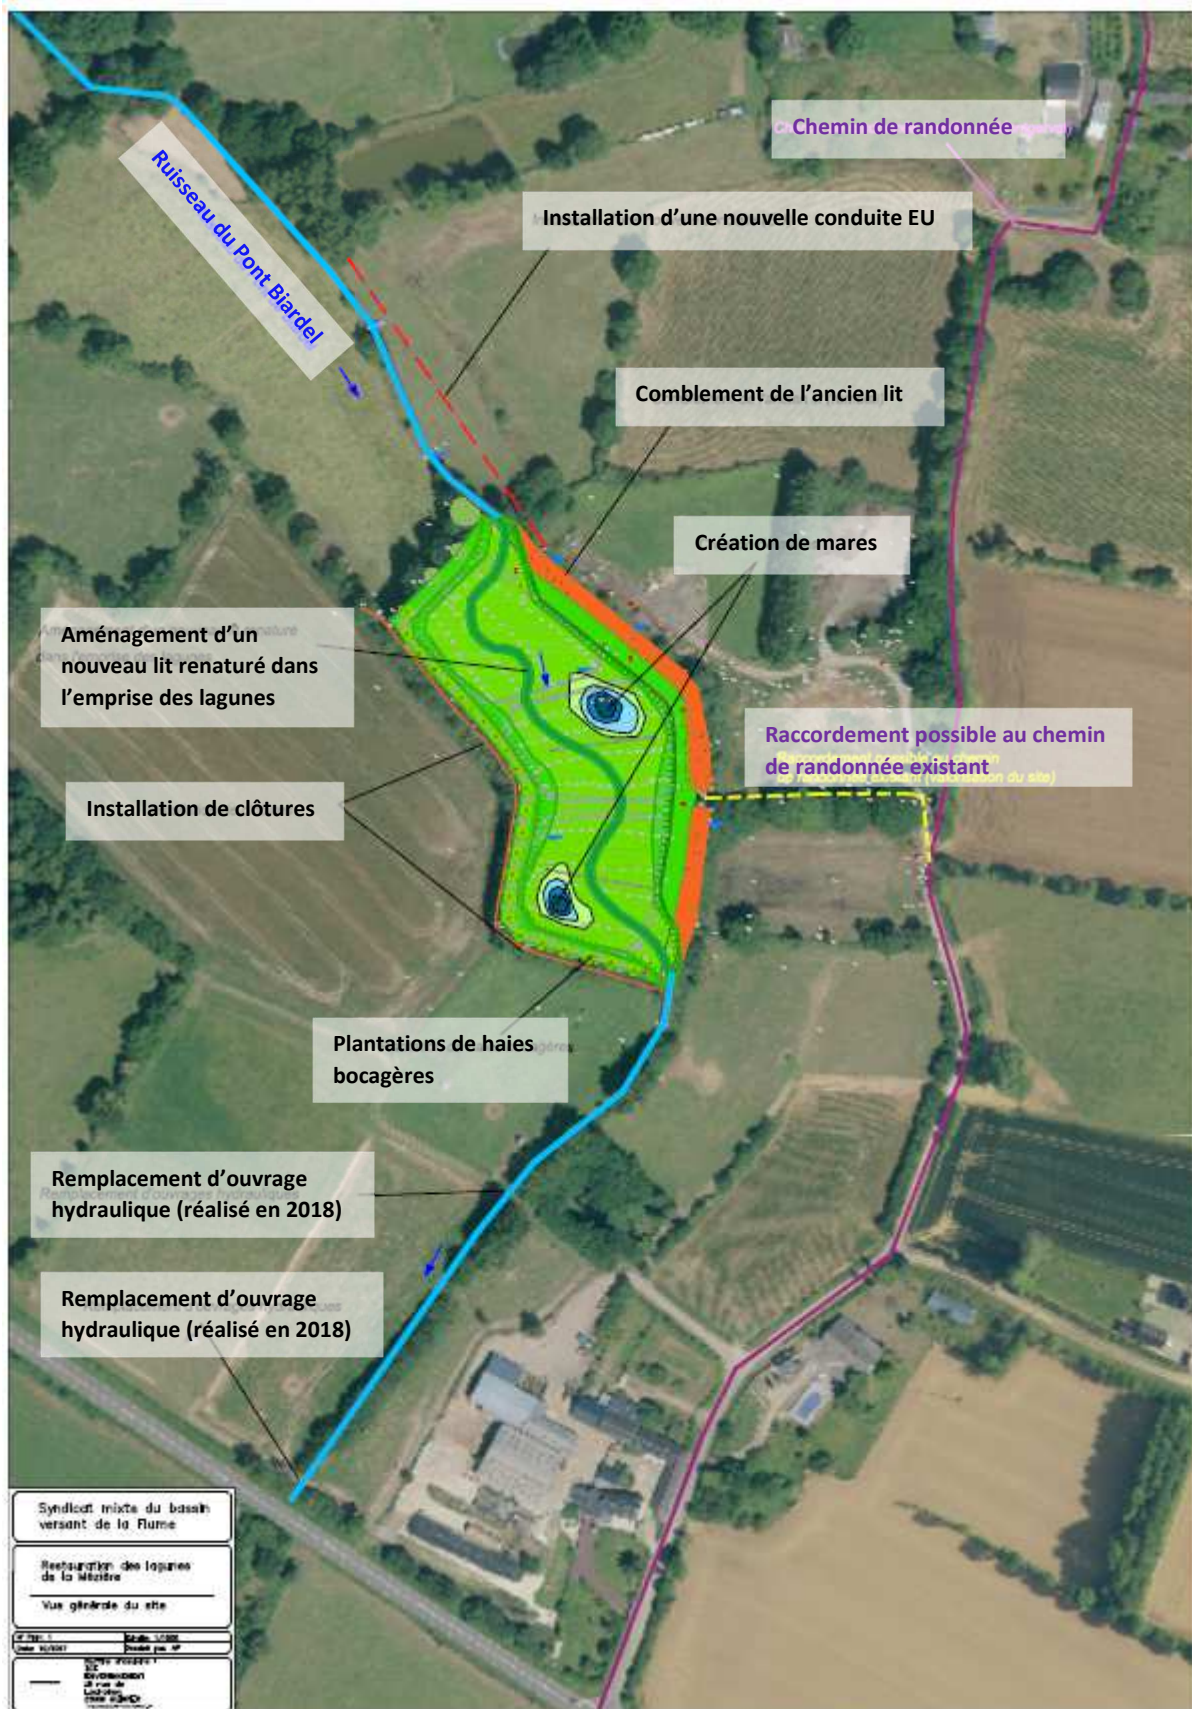 Chemin de randonnée
Ruisseau du Pont Biardel
Installation d'une nouvelle conduite EU
Comblement de l'ancien lit
Création de mares
Aménagement d'un
nouveau lit renaturé dans
l'emprise des lagunes
Raccordement possible au chemin
de randonnée existant
Installation de clôtures
Plantations de haies
bocagères
Remplacement d'ouvrage
hydraulique (réalisé en 2018)
Remplacement d'ouvrage
hydraulique (réalisé en 2018)
Syndicat mixte du bassin
versant de la Flume
Restauration des lagunes
de la Mézière
Vue générale du site